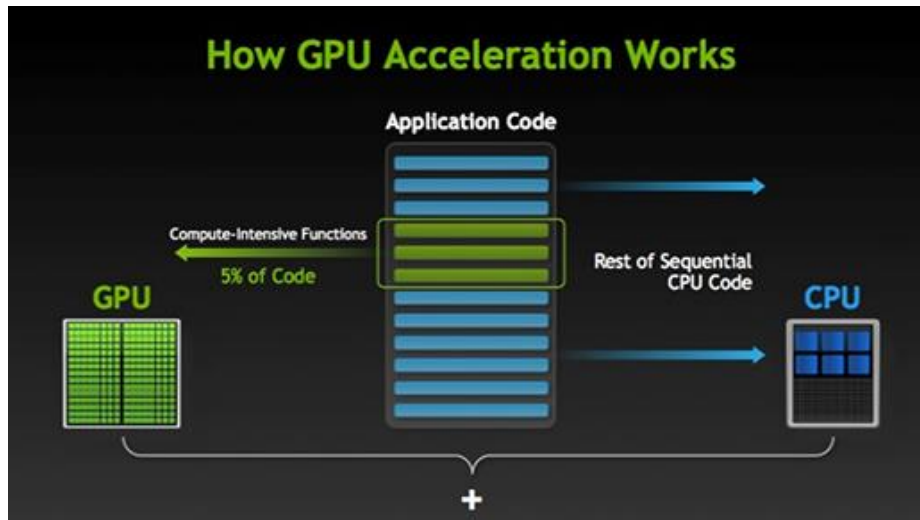 How GPU Acceleration Works
Application Code
Compute-Intensive Functions
5% of Code
Rest of Sequential
CPU Code
GPU
CPU
+